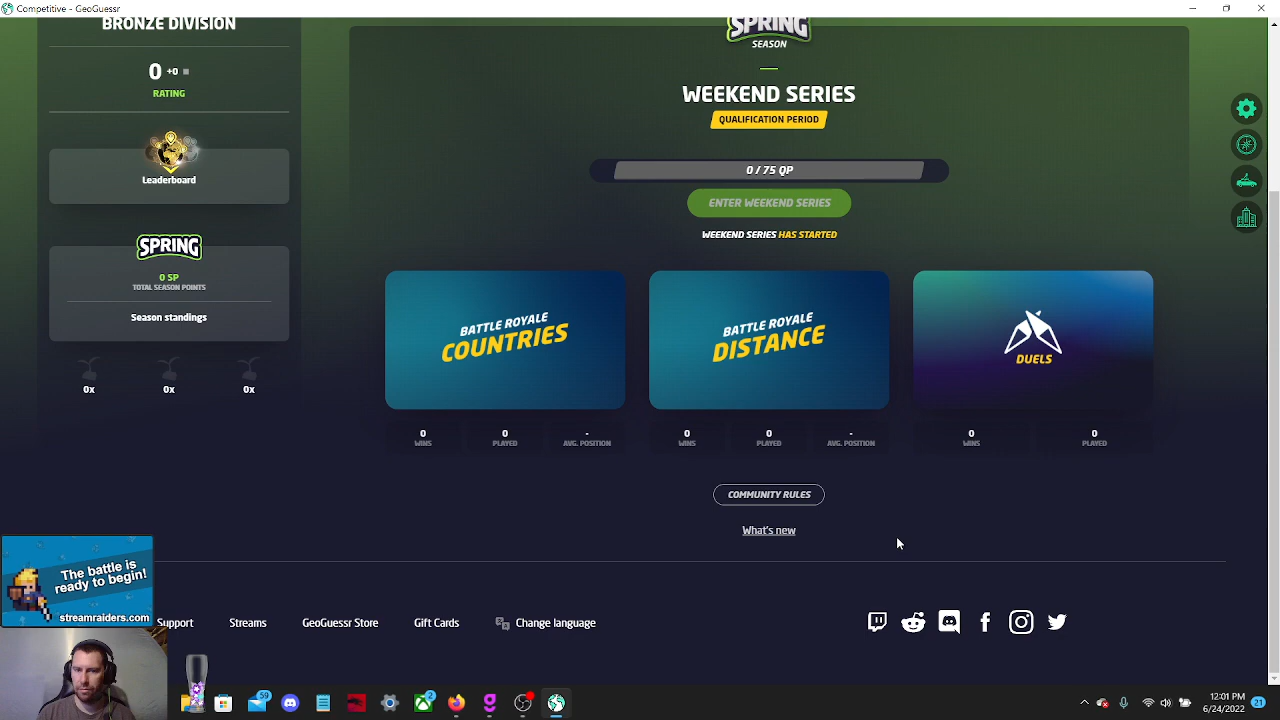 Competitive - GeoGuessr
BRONZE DIVISION
0 +0
RATING
Leaderboard
SPRING
0 SP
TOTAL SEASON POINTS
Season standings
0x 0x 0x
SPRING
SEASON
WEEKEND SERIES
QUALIFICATION PERIOD
0 / 75 QP
ENTER WEEKEND SERIES
WEEKEND SERIES HAS STARTED
BATTLE ROYALE
COUNTRIES
BATTLE ROYALE
DISTANCE
DUELS
0 0 - 0 0 - 0 0
WINS PLAYED AVG. POSITION WINS PLAYED AVG. POSITION WINS PLAYED
COMMUNITY RULES
What's new
The battle is
ready to begin!
streamraiders.com
Support Streams GeoGuessr Store Gift Cards Change language
59
2
12:01 PM
6/24/2022
21